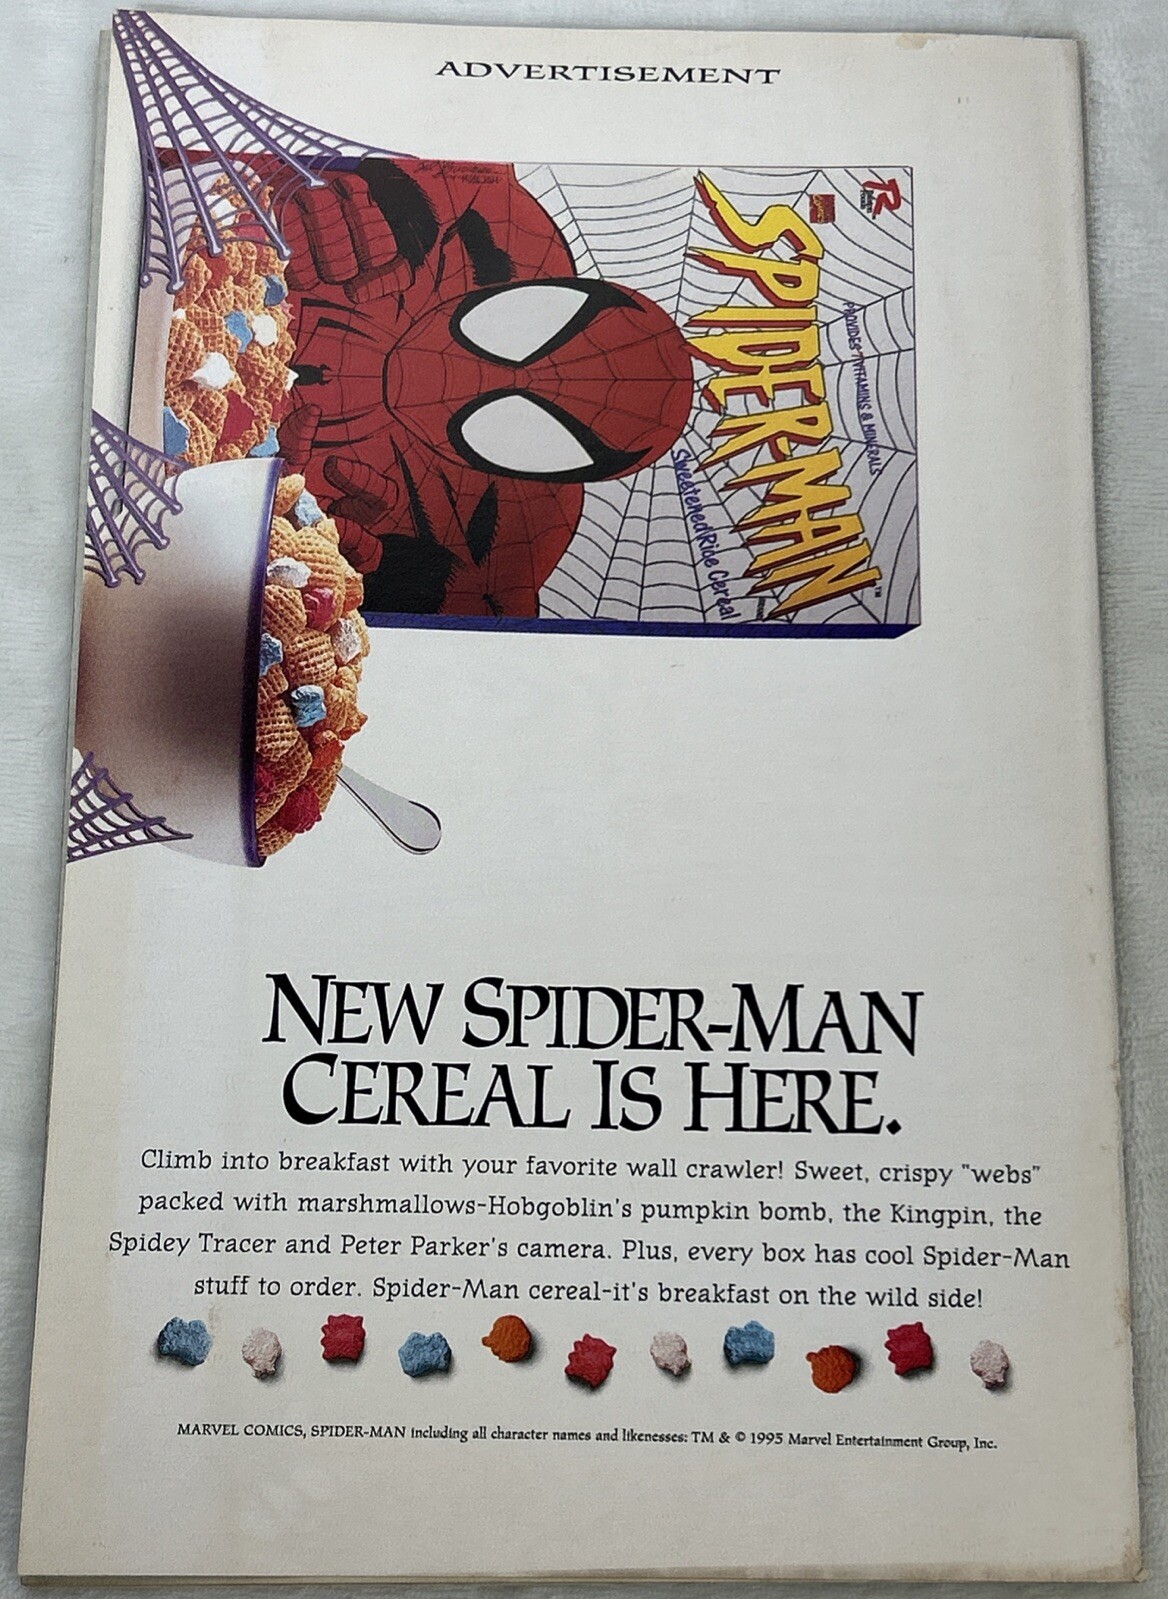 ADVERTISEMENT
SPIDER-MAN™
PROVIDES 7 VITAMINS & MINERALS
Sweetened Rice Cereal
NEW SPIDER-MAN
CEREAL IS HERE.
Climb into breakfast with your favorite wall crawler! Sweet, crispy "webs"
packed with marshmallows-Hobgoblin's pumpkin bomb, the Kingpin, the
Spidey Tracer and Peter Parker's camera. Plus, every box has cool Spider-Man
stuff to order. Spider-Man cereal-it's breakfast on the wild side!
MARVEL COMICS, SPIDER-MAN including all character names and likenesses: TM & © 1995 Marvel Entertainment Group, Inc.